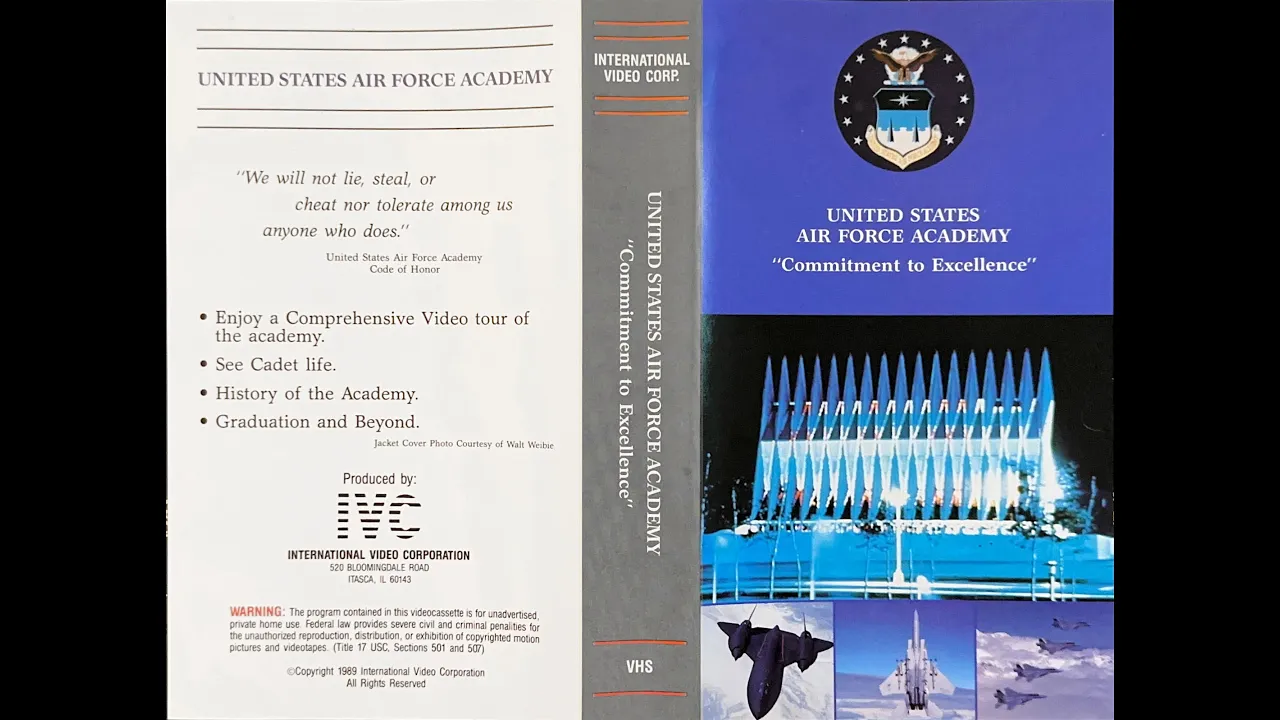 UNITED STATES AIR FORCE ACADEMY
"We will not lie, steal, or
cheat nor tolerate among us
anyone who does."
United States Air Force Academy
Code of Honor
• Enjoy a Comprehensive Video tour of
the academy.
• See Cadet life.
• History of the Academy.
• Graduation and Beyond.
Jacket Cover Photo Courtesy of Walt Weibie
Produced by:
IVC
INTERNATIONAL VIDEO CORPORATION
520 BLOOMINGDALE ROAD
ITASCA, IL 60143
WARNING: The program contained in this videocassette is for unadvertised,
private home use. Federal law provides severe civil and criminal penalties for
the unauthorized reproduction, distribution, or exhibition of copyrighted motion
pictures and videotapes. (Title 17 USC, Sections 501 and 507)
©Copyright 1989 International Video Corporation
All Rights Reserved
INTERNATIONAL
VIDEO CORP.
UNITED STATES AIR FORCE ACADEMY
"Commitment to Excellence"
VHS
UNITED STATES
AIR FORCE ACADEMY
"Commitment to Excellence"